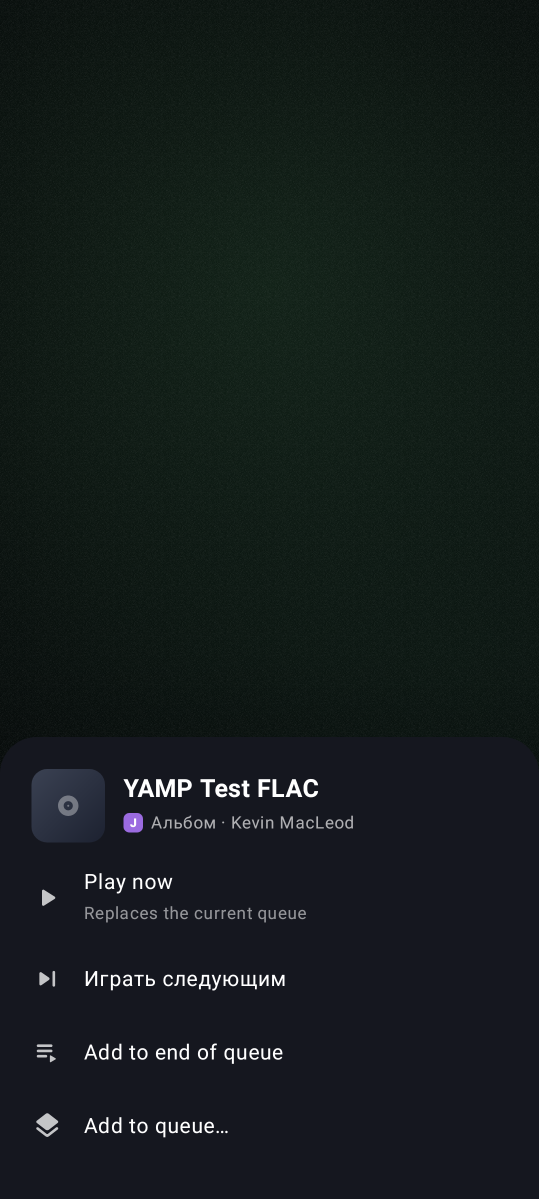 YAMP Test FLAC
J Альбом · Kevin MacLeod
Play now
Replaces the current queue
Играть следующим
Add to end of queue
Add to queue…